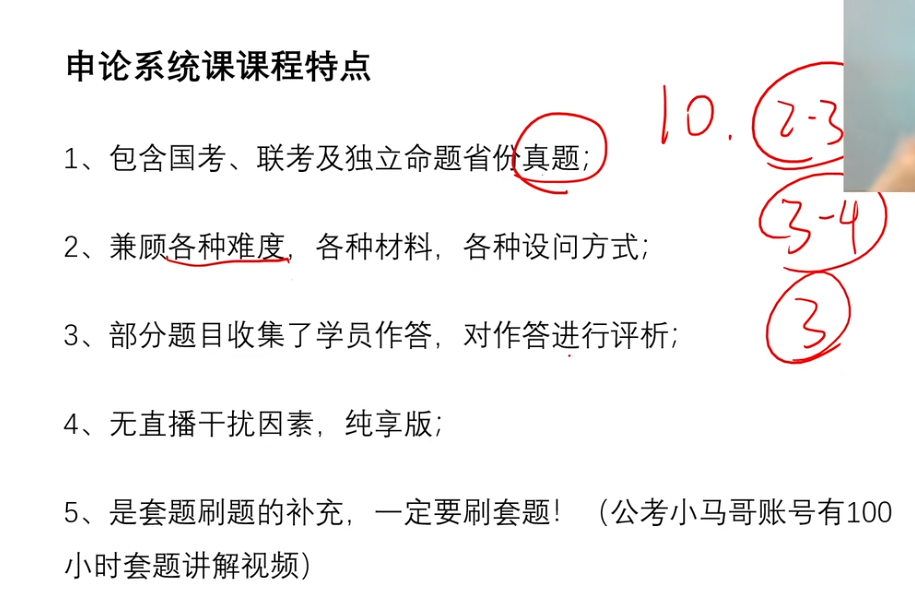 申论系统课课程特点
10.
2-3
1、包含国考、联考及独立命题省份真题；
3-4
2、兼顾各种难度，各种材料，各种设问方式；
3
3、部分题目收集了学员作答，对作答进行评析；
4、无直播干扰因素，纯享版；
5、是套题刷题的补充，一定要刷套题！（公考小马哥账号有100
小时套题讲解视频）